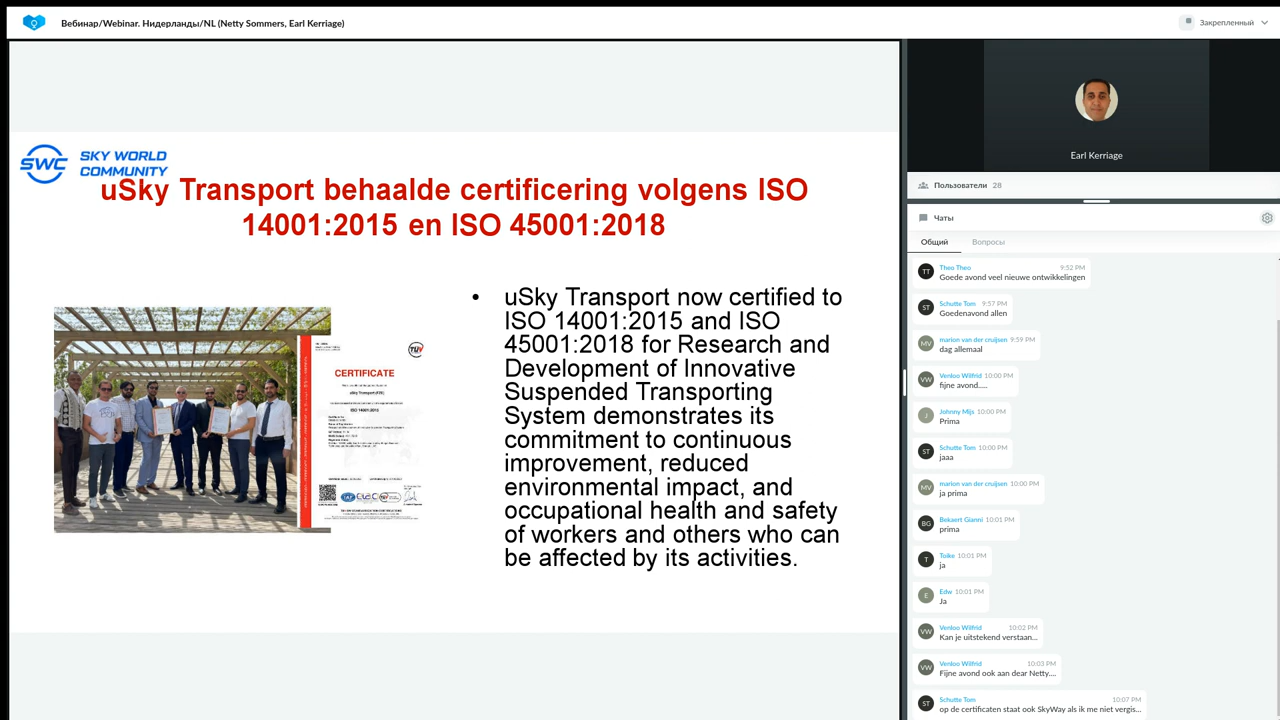 Вебинар/Webinar. Нидерланды/NL (Netty Sommers, Earl Kerriage)
Закрепленный
SWC SKY WORLD
COMMUNITY
uSky Transport behaalde certificering volgens ISO
14001:2015 en ISO 45001:2018
• uSky Transport now certified to
ISO 14001:2015 and ISO
45001:2018 for Research and
Development of Innovative
Suspended Transporting
System demonstrates its
commitment to continuous
improvement, reduced
environmental impact, and
occupational health and safety
of workers and others who can
be affected by its activities.
TÜV
CERTIFICATE
ISO 14001:2015
Earl Kerriage
Пользователи 28
Чаты
Общий Вопросы
TT Theo Theo 9:52 PM
Goede avond veel nieuwe ontwikkelingen
ST Schutte Tom 9:57 PM
Goedenavond allen
MV marion van der cruijsen 9:59 PM
dag allemaal
VW Venloo Wilfrid 10:00 PM
fijne avond.....
J Johnny Mijs 10:00 PM
Prima
ST Schutte Tom 10:00 PM
jaaa
MV marion van der cruijsen 10:00 PM
ja prima
BG Bekaert Gianni 10:01 PM
prima
T Toike 10:01 PM
ja
E Edw 10:01 PM
Ja
VW Venloo Wilfrid 10:02 PM
Kan je uitstekend verstaan...
VW Venloo Wilfrid 10:03 PM
Fijne avond ook aan dear Netty....
ST Schutte Tom 10:07 PM
op de certificaten staat ook SkyWay als ik me niet vergis...